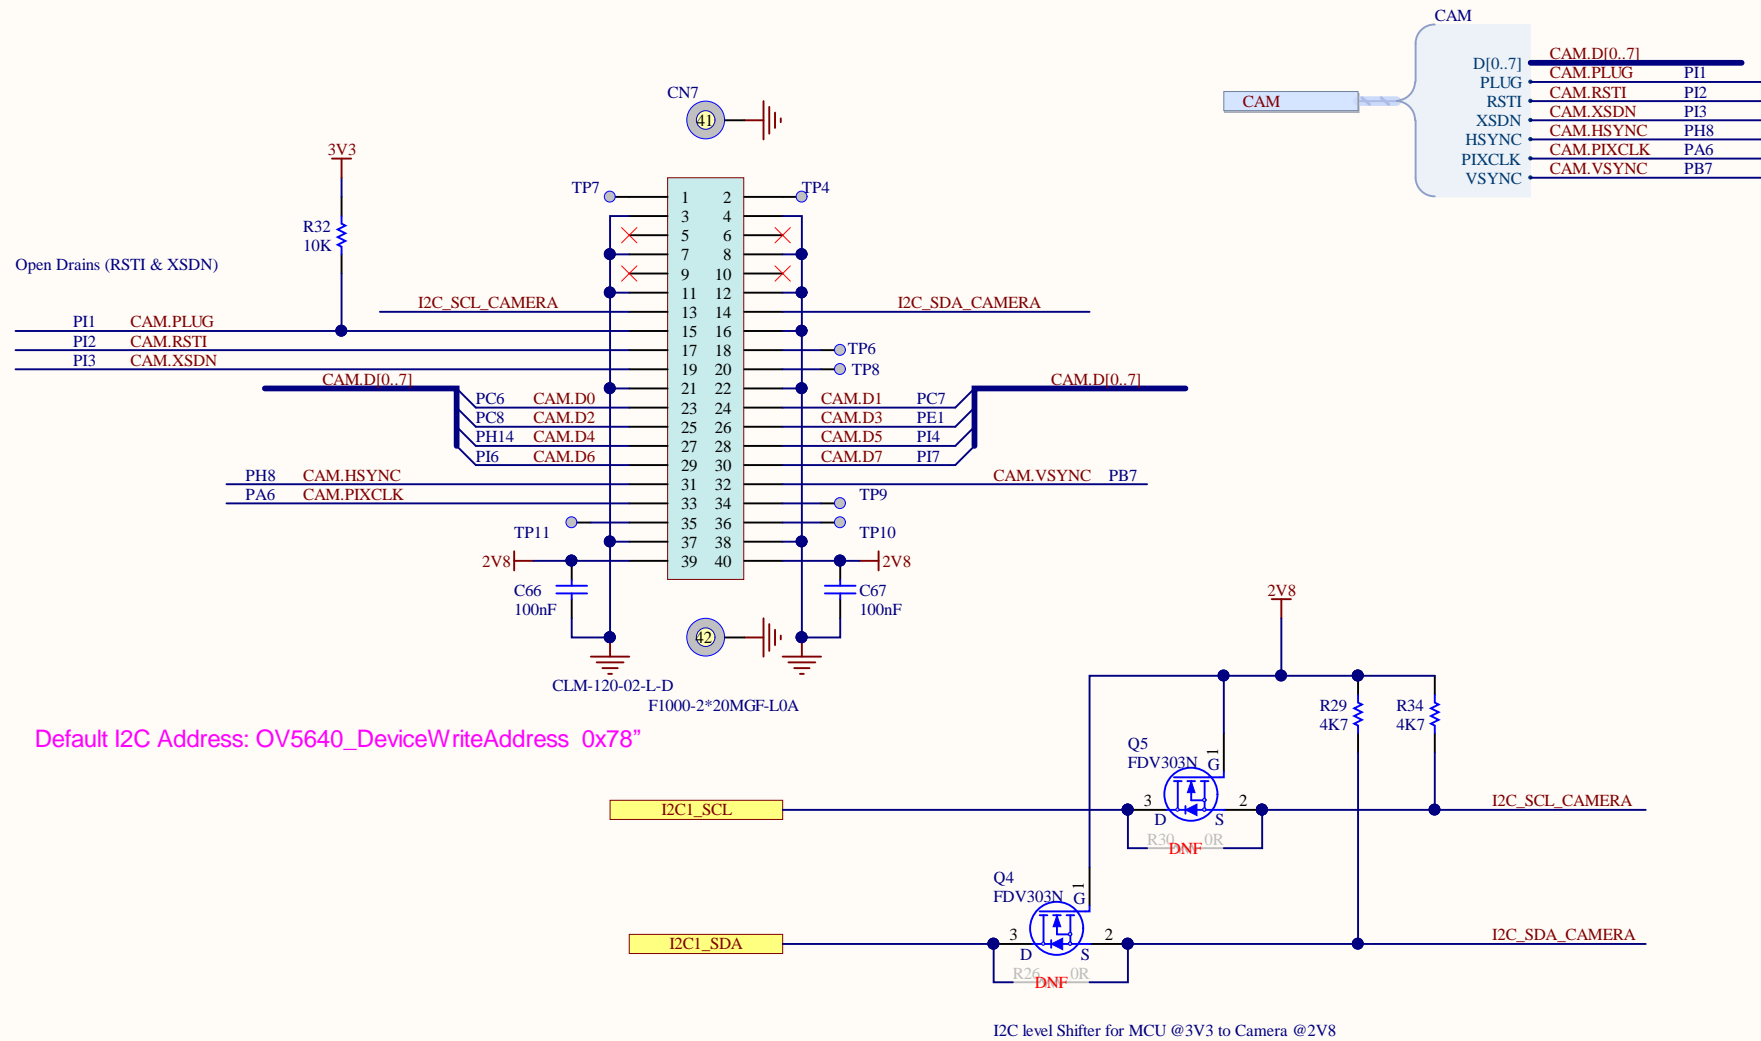 CAM
CAM
D[0..7] CAM.D[0..7]
PLUG CAM.PLUG PI1
RSTI CAM.RSTI PI2
XSDN CAM.XSDN PI3
HSYNC CAM.HSYNC PH8
PIXCLK CAM.PIXCLK PA6
VSYNC CAM.VSYNC PB7
CN7
41
3V3
R32
10K
Open Drains (RSTI & XSDN)
TP7 1 2 TP4
3 4
5 6
7 8
9 10
11 12
I2C_SCL_CAMERA 13 14 I2C_SDA_CAMERA
PI1 CAM.PLUG 15 16
PI2 CAM.RSTI 17 18 TP6
PI3 CAM.XSDN 19 20 TP8
CAM.D[0..7] 21 22 CAM.D[0..7]
PC6 CAM.D0 23 24 CAM.D1 PC7
PC8 CAM.D2 25 26 CAM.D3 PE1
PH14 CAM.D4 27 28 CAM.D5 PI4
PI6 CAM.D6 29 30 CAM.D7 PI7
PH8 CAM.HSYNC 31 32 CAM.VSYNC PB7
PA6 CAM.PIXCLK 33 34 TP9
TP11 35 36 TP10
37 38
2V8 39 40 2V8
C66
100nF
C67
100nF
42
CLM-120-02-L-D
F1000-2*20MGF-L0A
Default I2C Address: OV5640_DeviceWriteAddress 0x78”
2V8
R29
4K7
R34
4K7
Q5
FDV303N
1
G
I2C1_SCL 3 2 I2C_SCL_CAMERA
D S
R30 0R
DNF
Q4
FDV303N
1
G
I2C1_SDA 3 2 I2C_SDA_CAMERA
D S
R26 0R
DNF
I2C level Shifter for MCU @3V3 to Camera @2V8